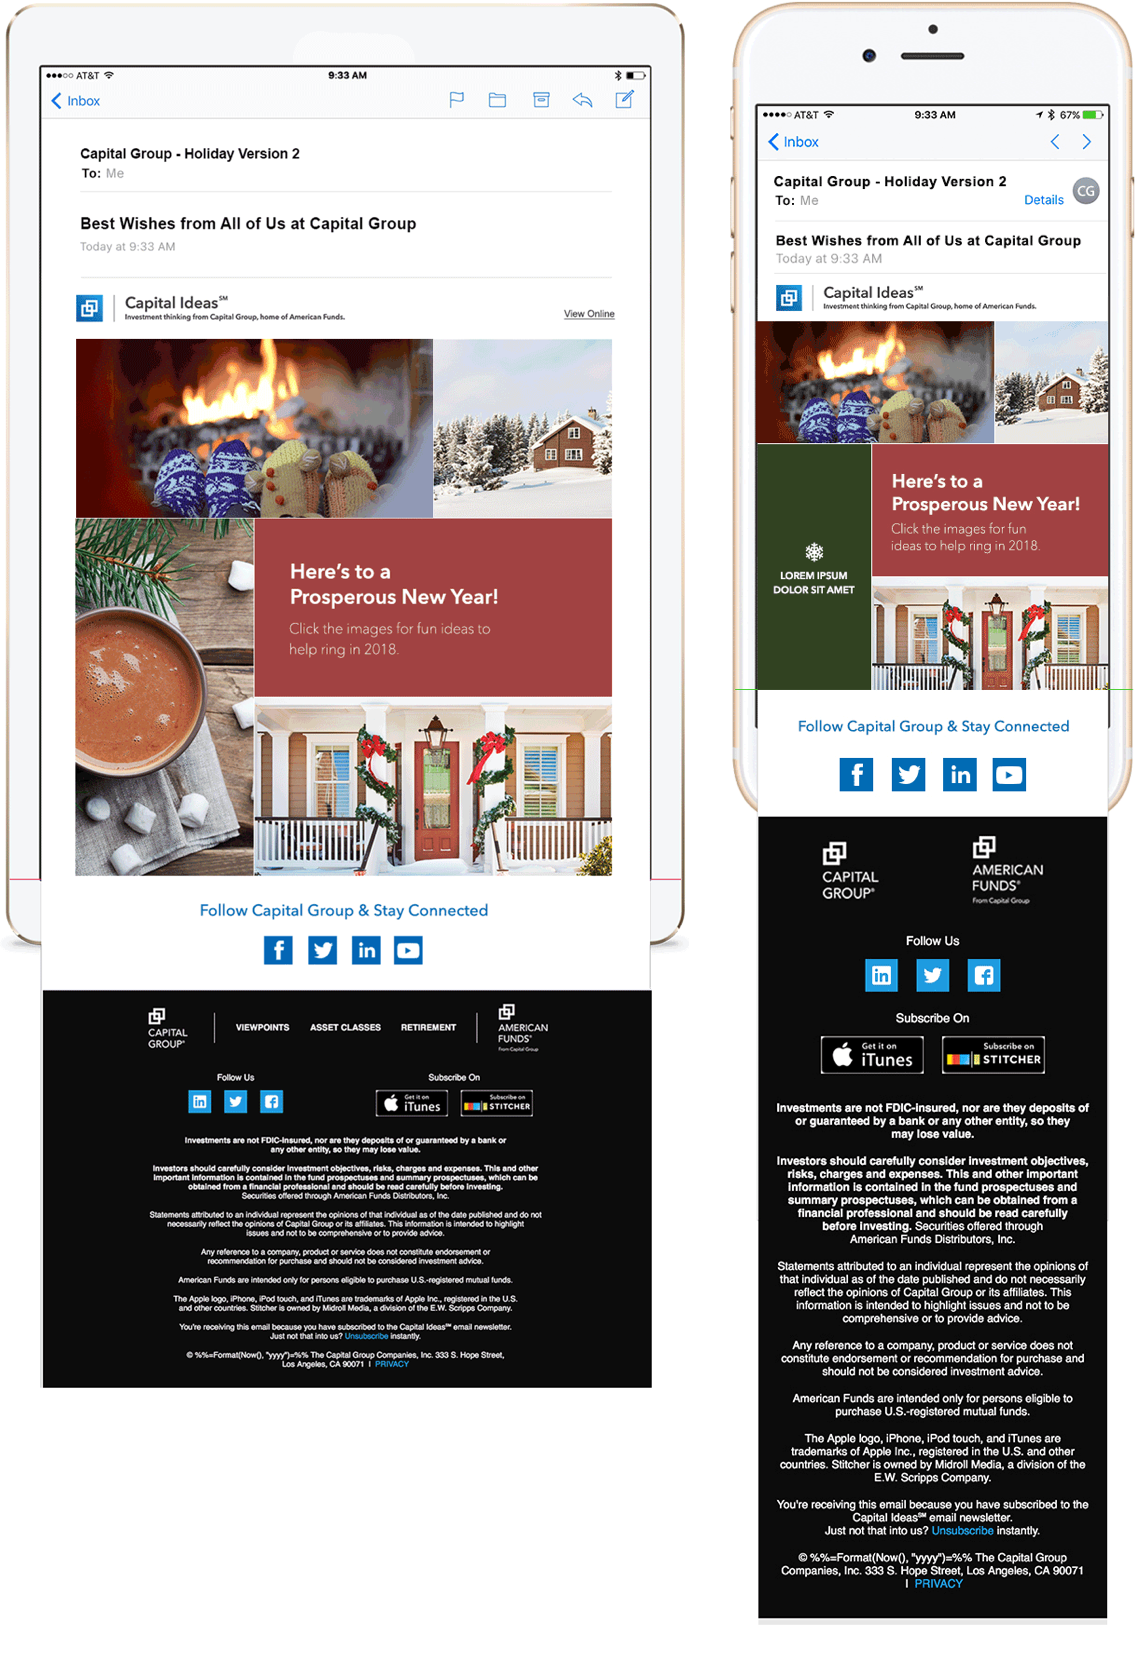 ●●●○○ AT&T
9:33 AM
Inbox
Capital Group - Holiday Version 2
To: Me
Best Wishes from All of Us at Capital Group
Today at 9:33 AM
Capital Ideas℠
Investment thinking from Capital Group, home of American Funds.
View Online
Here's to a
Prosperous New Year!
Click the images for fun ideas to
help ring in 2018.
Follow Capital Group & Stay Connected
CAPITAL
GROUP®
VIEWPOINTS
ASSET CLASSES
RETIREMENT
AMERICAN
FUNDS®
From Capital Group
Follow Us
Subscribe On
Get it on
iTunes
Subscribe on
STITCHER
Investments are not FDIC-Insured, nor are they deposits of or guaranteed by a bank or
any other entity, so they may lose value.
Investors should carefully consider investment objectives, risks, charges and expenses. This and other
important information is contained in the fund prospectuses and summary prospectuses, which can be
obtained from a financial professional and should be read carefully before investing.
Securities offered through American Funds Distributors, Inc.
Statements attributed to an individual represent the opinions of that individual as of the date published and do not
necessarily reflect the opinions of Capital Group or its affiliates. This information is intended to highlight
issues and not to be comprehensive or to provide advice.
Any reference to a company, product or service does not constitute endorsement or
recommendation for purchase and should not be considered investment advice.
American Funds are intended only for persons eligible to purchase U.S.-registered mutual funds.
The Apple logo, iPhone, iPod touch, and iTunes are trademarks of Apple Inc., registered in the U.S.
and other countries. Stitcher is owned by Midroll Media, a division of the E.W. Scripps Company.
You're receiving this email because you have subscribed to the Capital Ideas℠ email newsletter.
Just not that into us? Unsubscribe instantly.
© %%=Format(Now(), "yyyy")=%% The Capital Group Companies, Inc. 333 S. Hope Street,
Los Angeles, CA 90071 | PRIVACY
●●●●○ AT&T
9:33 AM
67%
Inbox
Capital Group - Holiday Version 2
To: Me
Details
CG
Best Wishes from All of Us at Capital Group
Today at 9:33 AM
Capital Ideas℠
Investment thinking from Capital Group, home of American Funds.
Here's to a
Prosperous New Year!
Click the images for fun
ideas to help ring in 2018.
LOREM IPSUM
DOLOR SIT AMET
Follow Capital Group & Stay Connected
CAPITAL
GROUP®
AMERICAN
FUNDS®
From Capital Group
Follow Us
Subscribe On
Get it on
iTunes
Subscribe on
STITCHER
Investments are not FDIC-Insured, nor are they deposits of
or guaranteed by a bank or any other entity, so they
may lose value.
Investors should carefully consider investment objectives,
risks, charges and expenses. This and other important
information is contained in the fund prospectuses and
summary prospectuses, which can be obtained from a
financial professional and should be read carefully
before investing. Securities offered through
American Funds Distributors, Inc.
Statements attributed to an individual represent the opinions of
that individual as of the date published and do not necessarily
reflect the opinions of Capital Group or its affiliates. This
information is intended to highlight issues and not to be
comprehensive or to provide advice.
Any reference to a company, product or service does not
constitute endorsement or recommendation for purchase and
should not be considered investment advice.
American Funds are intended only for persons eligible to
purchase U.S.-registered mutual funds.
The Apple logo, iPhone, iPod touch, and iTunes are
trademarks of Apple Inc., registered in the U.S. and other
countries. Stitcher is owned by Midroll Media, a division of the
E.W. Scripps Company.
You're receiving this email because you have subscribed to the
Capital Ideas℠ email newsletter.
Just not that into us? Unsubscribe instantly.
© %%=Format(Now(), "yyyy")=%% The Capital Group
Companies, Inc. 333 S. Hope Street, Los Angeles, CA 90071
| PRIVACY